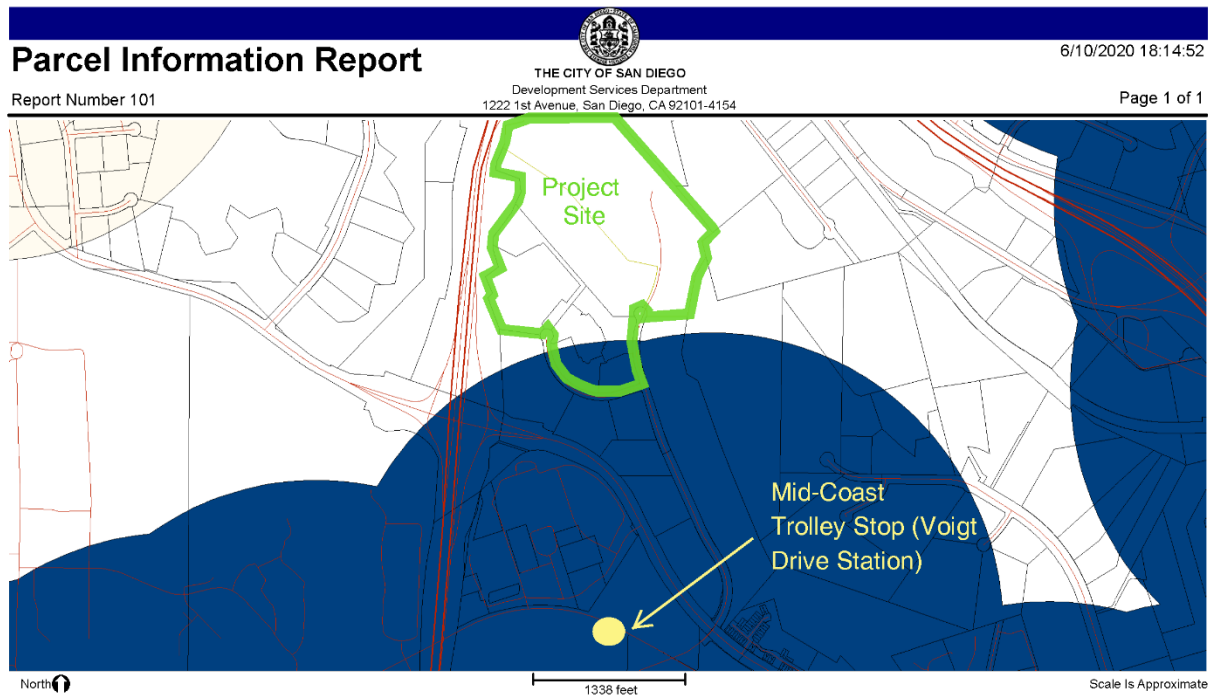 Parcel Information Report
Report Number 101
THE CITY OF SAN DIEGO
Development Services Department
1222 1st Avenue, San Diego, CA 92101-4154
6/10/2020 18:14:52
Page 1 of 1
Project
Site
Mid-Coast
Trolley Stop (Voigt
Drive Station)
North
1338 feet
Scale Is Approximate